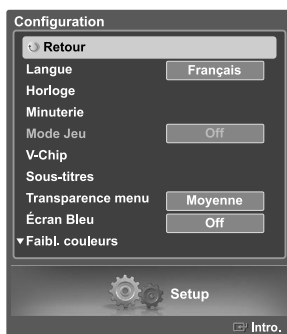 Configuration
Retour
Langue Français
Horloge
Minuterie
Mode Jeu Off
V-Chip
Sous-titres
Transparence menu Moyenne
Écran Bleu Off
▼Faibl. couleurs
Setup
Intro.